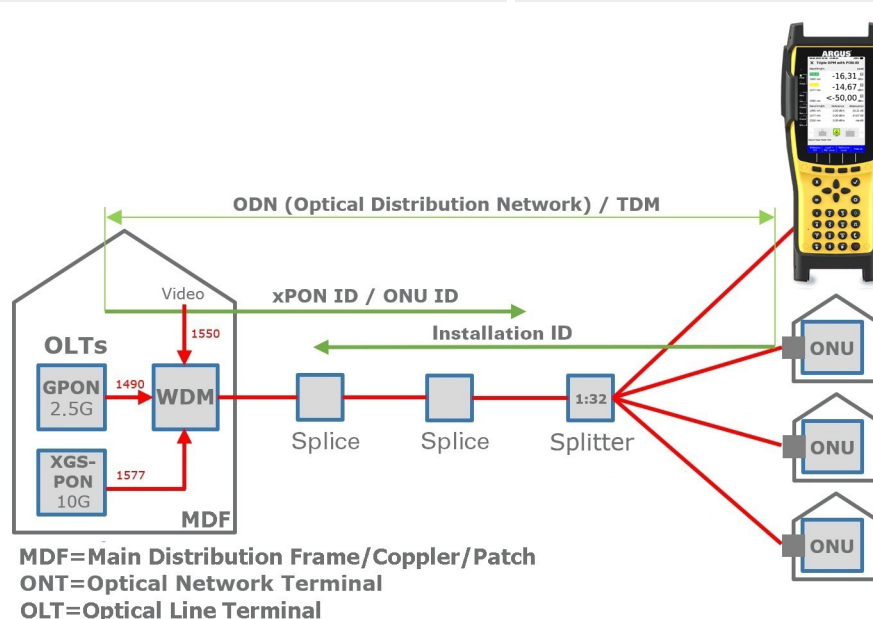 ARGUS
-16,31
-14,67
<-50,00
ODN (Optical Distribution Network) / TDM
Video
xPON ID / ONU ID
1550
Installation ID
OLTs
GPON
2.5G
1490
WDM
1:32
ONU
Splice
Splice
Splitter
XGS-
PON
10G
1577
ONU
MDF
ONU
MDF=Main Distribution Frame/Coppler/Patch
ONT=Optical Network Terminal
OLT=Optical Line Terminal